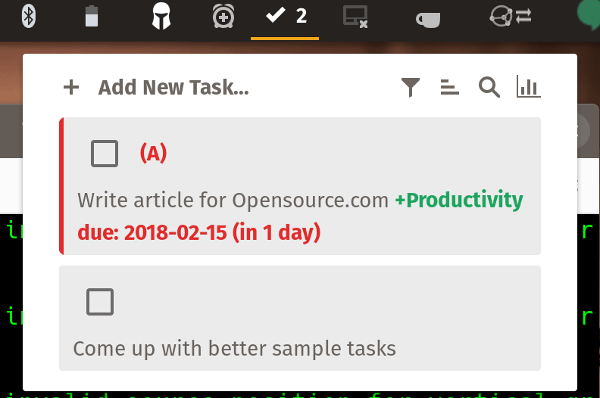 2
Add New Task...
(A)
Write article for Opensource.com +Productivity
due: 2018-02-15 (in 1 day)
Come up with better sample tasks